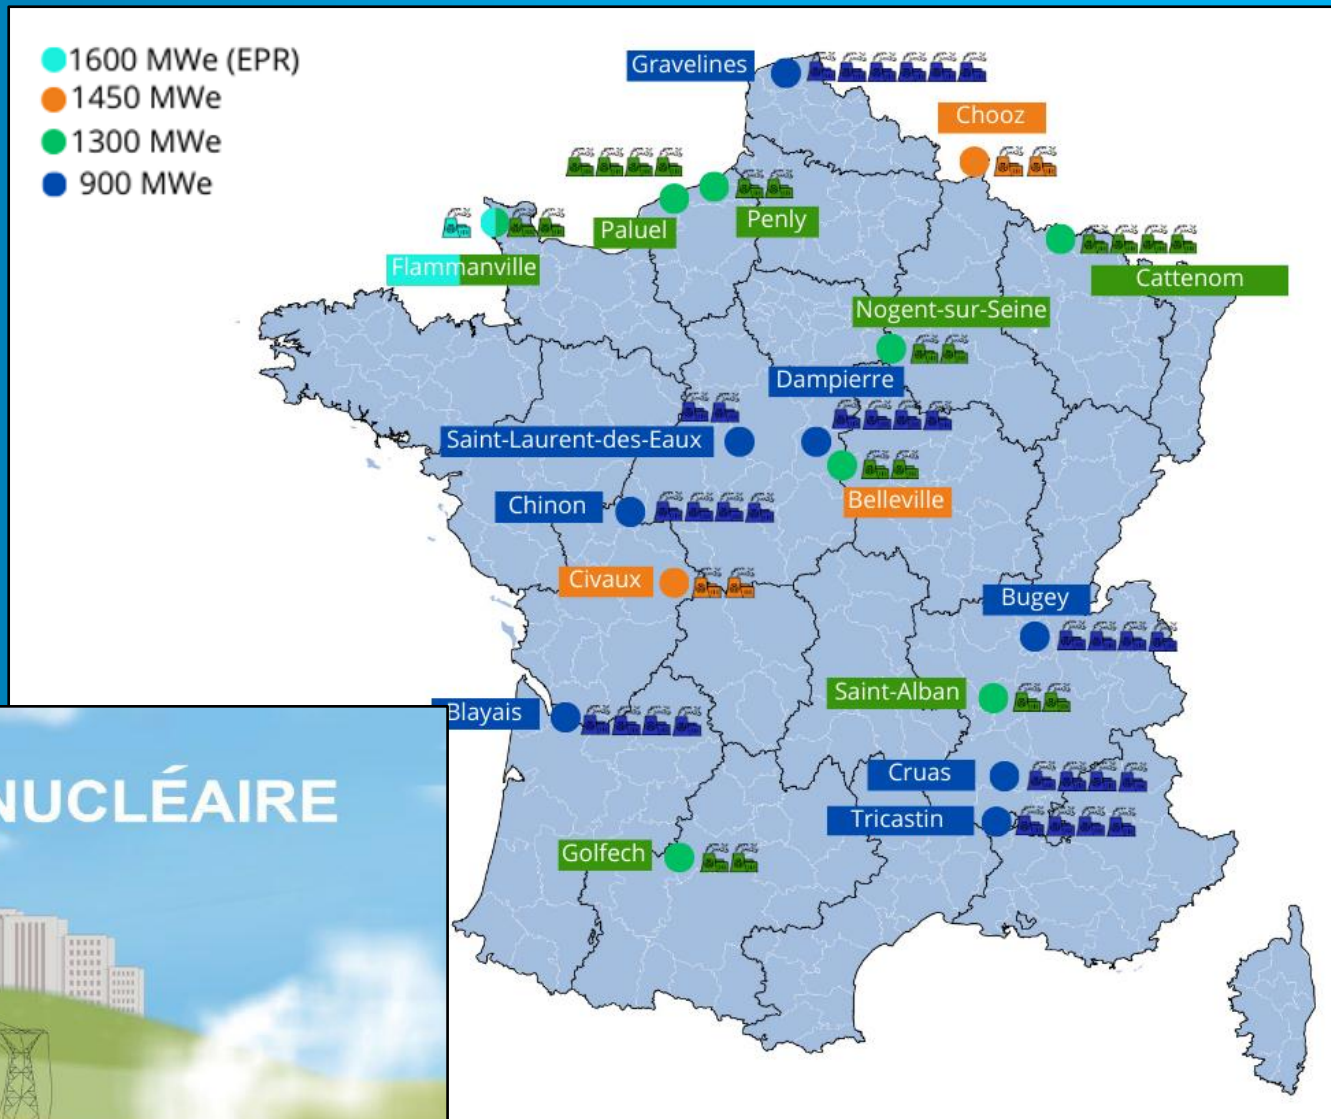 1600 MWe (EPR)
1450 MWe
1300 MWe
900 MWe
Gravelines
Chooz
Paluel
Penly
Flammanville
Cattenom
Nogent-sur-Seine
Dampierre
Saint-Laurent-des-Eaux
Belleville
Chinon
Civaux
Bugey
Saint-Alban
Blayais
Cruas
Tricastin
Golfech
NUCLÉAIRE